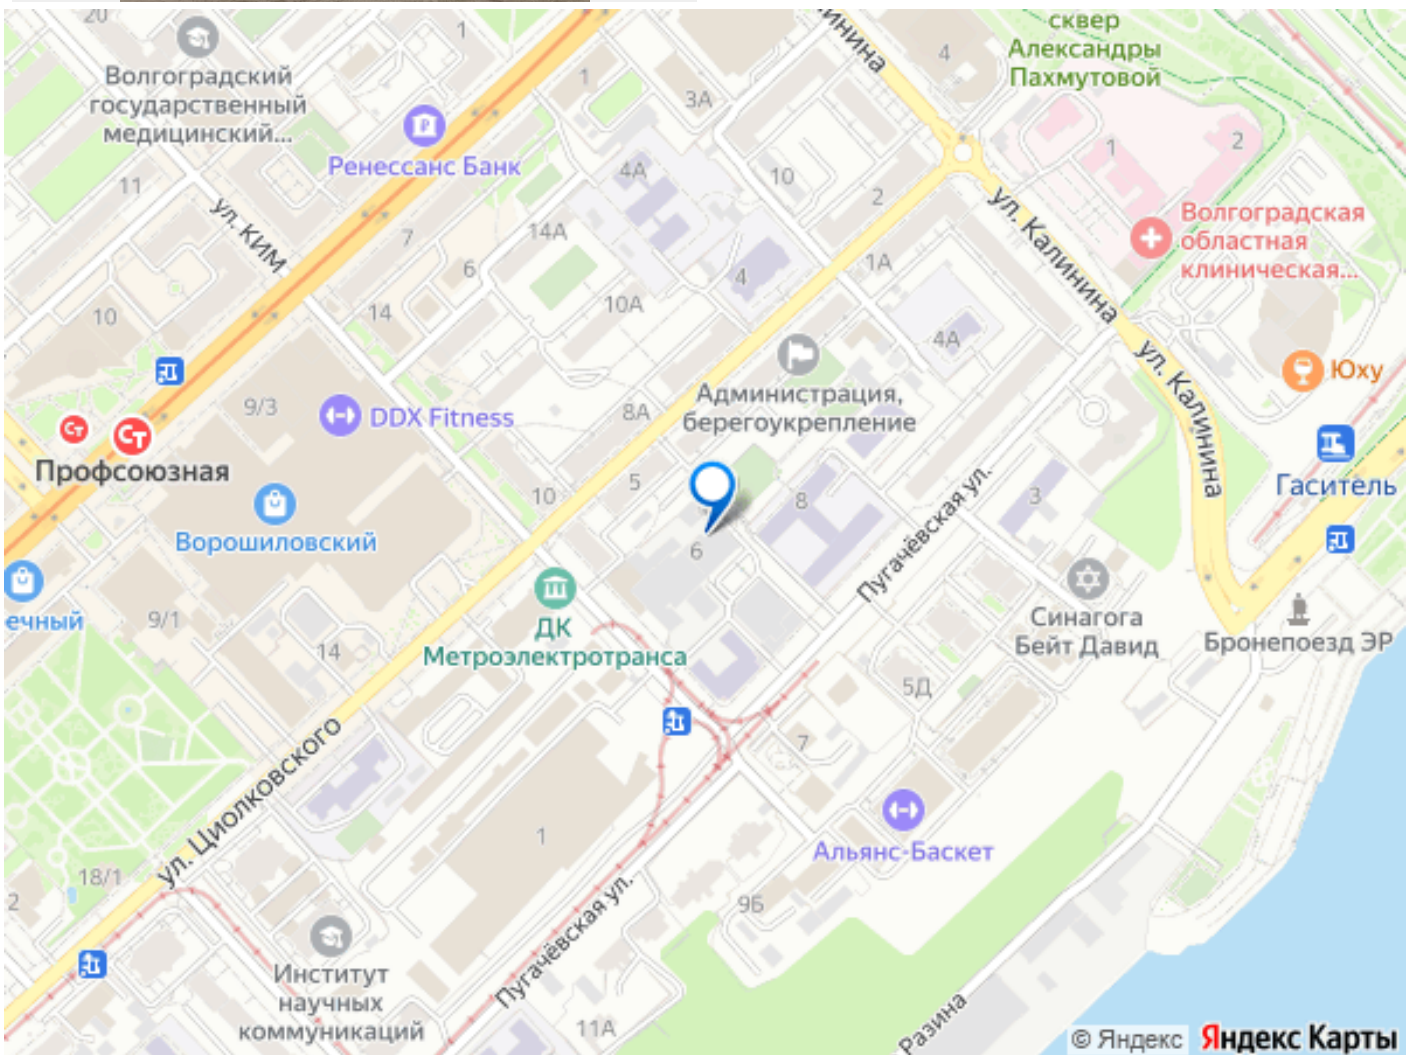 20
Волгоградский
государственный
медицинский...
1
1
3А
Ренессанс Банк
4А
10
2
11
ул. КИМ
7
14А
6
4
1А
10А
14
10
сквер
Александры
Пахмутовой
4
1
2
ул. Калинина
Волгоградская
областная
клиническая...
4А
ул. Калинина
Юху
Администрация,
берегоукрепление
9/3
DDX Fitness
8А
Ст
Ст
Профсоюзная
5
10
8
3
Гаситель
Ворошиловский
6
Пугачёвская ул.
ечный
9/1
ДК
Метроэлектротранса
14
Синагога
Бейт Давид
Бронепоезд ЭР
5Д
7
ул. Циолковского
1
Альянс-Баскет
18/1
2
9Б
Пугачёвская ул.
Институт
научных
коммуникаций
11А
Разина
© Яндекс Яндекс Карты